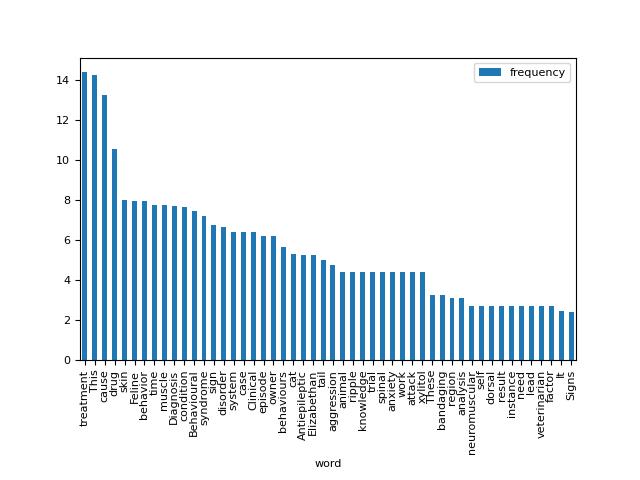 frequency
14
12
10
8
6
4
2
0
treatment
This
cause
drug
skin
Feline
behavior
time
muscle
Diagnosis
condition
Behavioural
syndrome
sign
disorder
system
case
Clinical
episode
owner
behaviours
cat
Antiepileptic
Elizabethan
tail
aggression
animal
ripple
knowledge
trial
spinal
anxiety
work
attack
xylitol
These
bandaging
region
analysis
neuromuscular
self
dorsal
result
instance
need
lead
veterinarian
factor
It
Signs
word